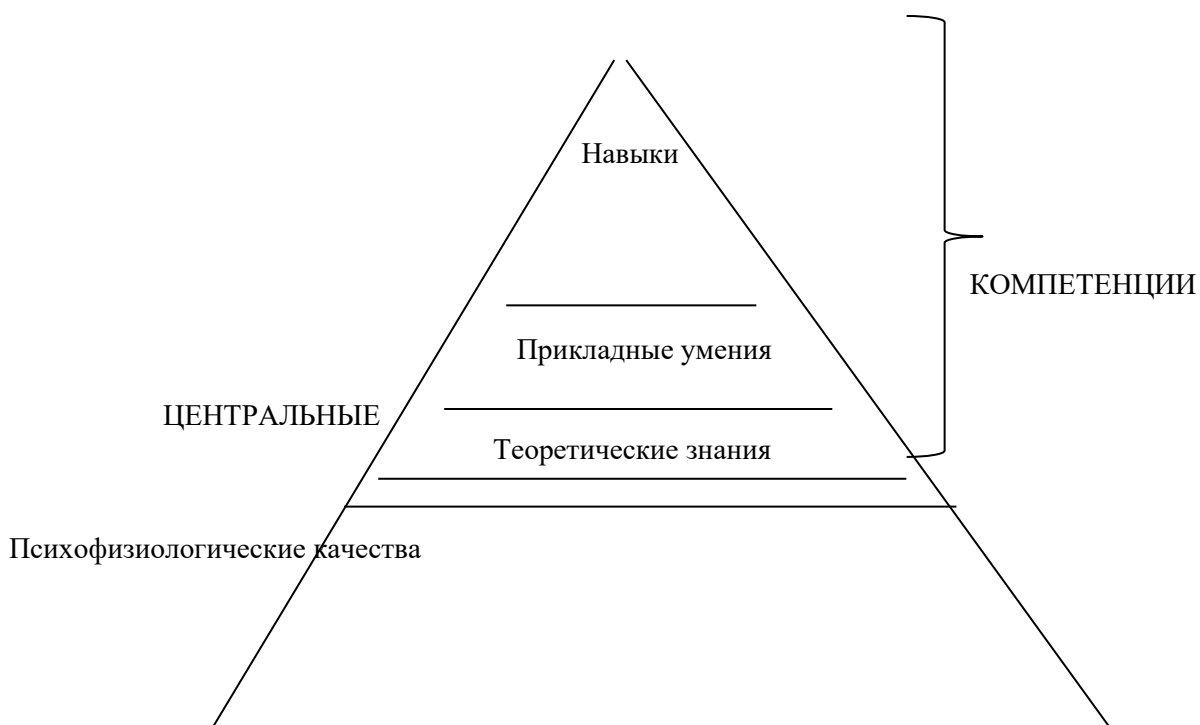 Навыки
КОМПЕТЕНЦИИ
Прикладные умения
ЦЕНТРАЛЬНЫЕ
Теоретические знания
Психофизиологические качества